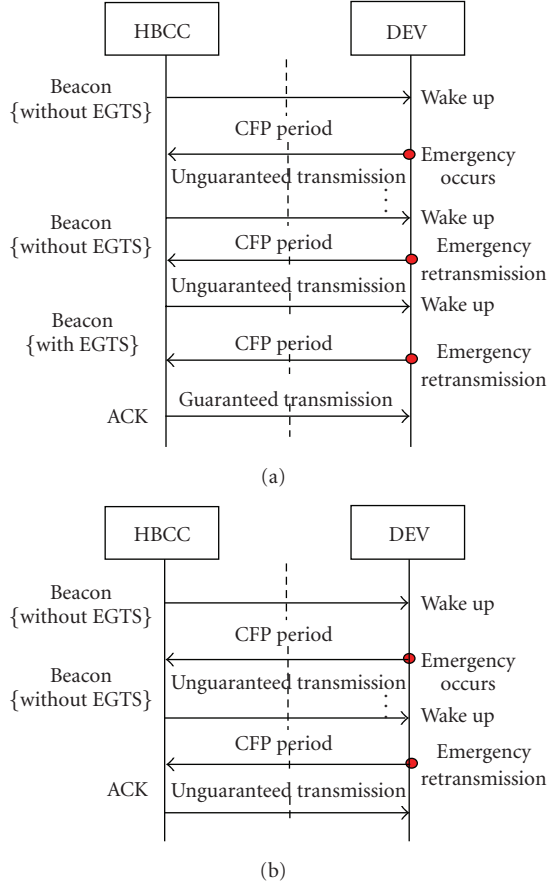 HBCC
DEV
Beacon
{without EGTS}
Wake up
CFP period
Emergency
occurs
Unguaranteed transmission
Beacon
{without EGTS}
Wake up
CFP period
Emergency
retransmission
Unguaranteed transmission
Wake up
Beacon
{with EGTS}
CFP period
Emergency
retransmission
Guaranteed transmission
ACK
(a)
HBCC
DEV
Beacon
{without EGTS}
Wake up
CFP period
Emergency
occurs
Unguaranteed transmission
Beacon
{without EGTS}
Wake up
CFP period
Emergency
retransmission
ACK
Unguaranteed transmission
(b)